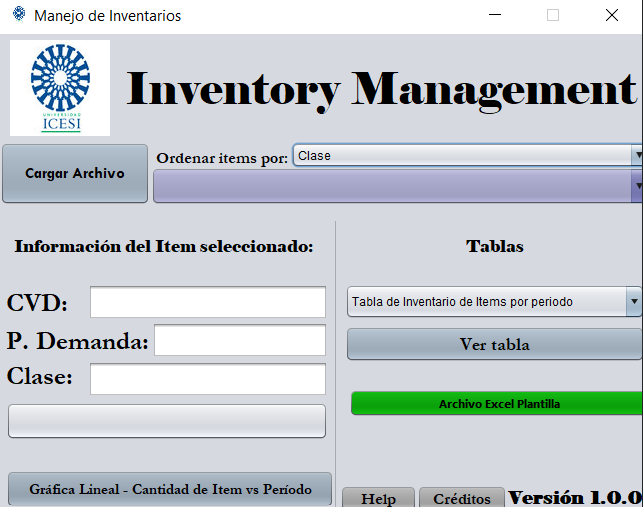 Manejo de Inventarios
UNIVERSIDAD
ICESI
Inventory Management
Cargar Archivo
Ordenar items por:
Clase
Información del Item seleccionado:
Tablas
CVD:
Tabla de Inventario de Items por periodo
P. Demanda:
Ver tabla
Clase:
Archivo Excel Plantilla
Gráfica Lineal - Cantidad de Item vs Período
Help
Créditos
Versión 1.0.0